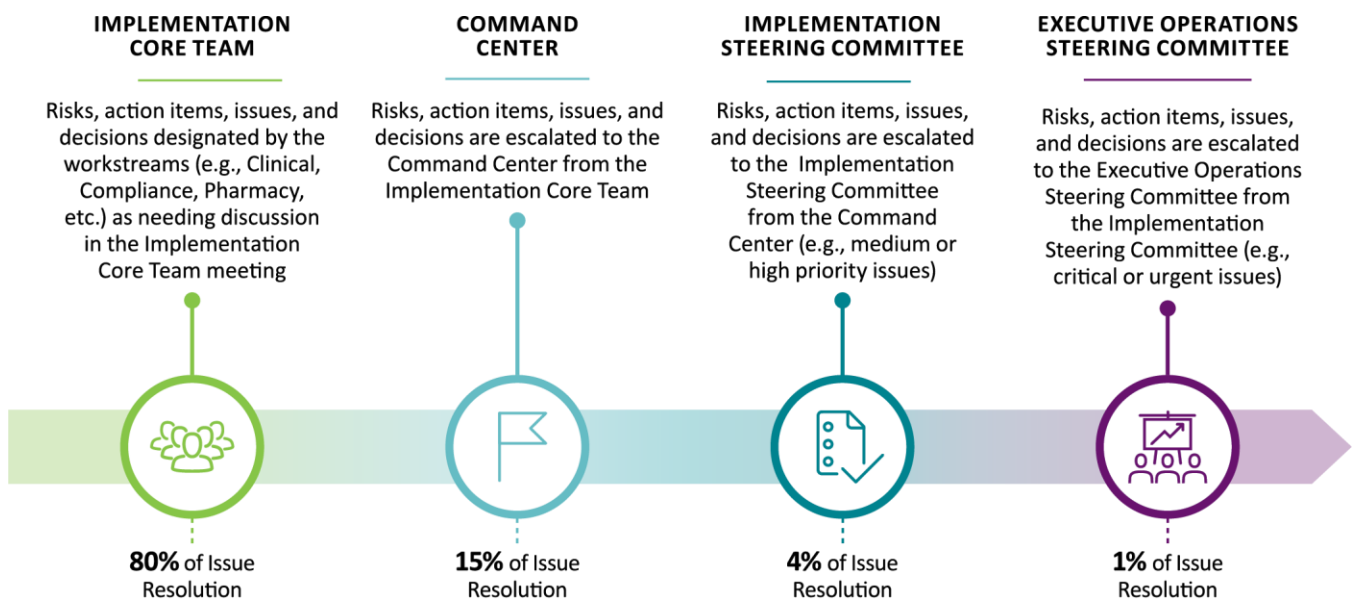 IMPLEMENTATION
CORE TEAM
Risks, action items, issues, and
decisions designated by the
workstreams (e.g., Clinical,
Compliance, Pharmacy,
etc.) as needing discussion
in the Implementation
Core Team meeting
80% of Issue
Resolution
COMMAND
CENTER
Risks, action items, issues, and
decisions are escalated to the
Command Center from the
Implementation Core Team
15% of Issue
Resolution
IMPLEMENTATION
STEERING COMMITTEE
Risks, action items, issues,
and decisions are escalated
to the Implementation
Steering Committee
from the Command
Center (e.g., medium or
high priority issues)
4% of Issue
Resolution
EXECUTIVE OPERATIONS
STEERING COMMITTEE
Risks, action items, issues,
and decisions are escalated
to the Executive Operations
Steering Committee from
the Implementation
Steering Committee (e.g.,
critical or urgent issues)
1% of Issue
Resolution